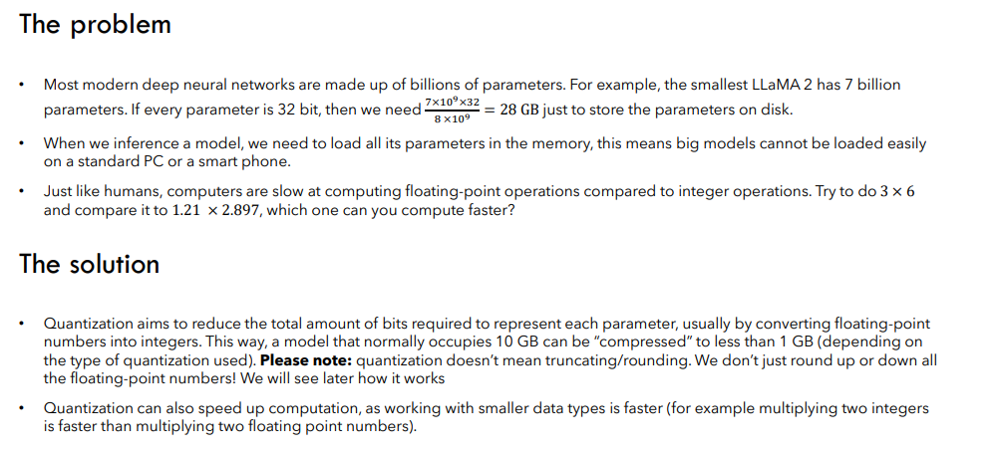 The problem
• Most modern deep neural networks are made up of billions of parameters. For example, the smallest LLaMA 2 has 7 billion
parameters. If every parameter is 32 bit, then we need \frac{7×10⁹×32}{8×10⁹} = 28 GB just to store the parameters on disk.
• When we inference a model, we need to load all its parameters in the memory, this means big models cannot be loaded easily
on a standard PC or a smart phone.
• Just like humans, computers are slow at computing floating-point operations compared to integer operations. Try to do 3 × 6
and compare it to 1.21 × 2.897, which one can you compute faster?
The solution
• Quantization aims to reduce the total amount of bits required to represent each parameter, usually by converting floating-point
numbers into integers. This way, a model that normally occupies 10 GB can be “compressed” to less than 1 GB (depending on
the type of quantization used). Please note: quantization doesn’t mean truncating/rounding. We don’t just round up or down all
the floating-point numbers! We will see later how it works
• Quantization can also speed up computation, as working with smaller data types is faster (for example multiplying two integers
is faster than multiplying two floating point numbers).